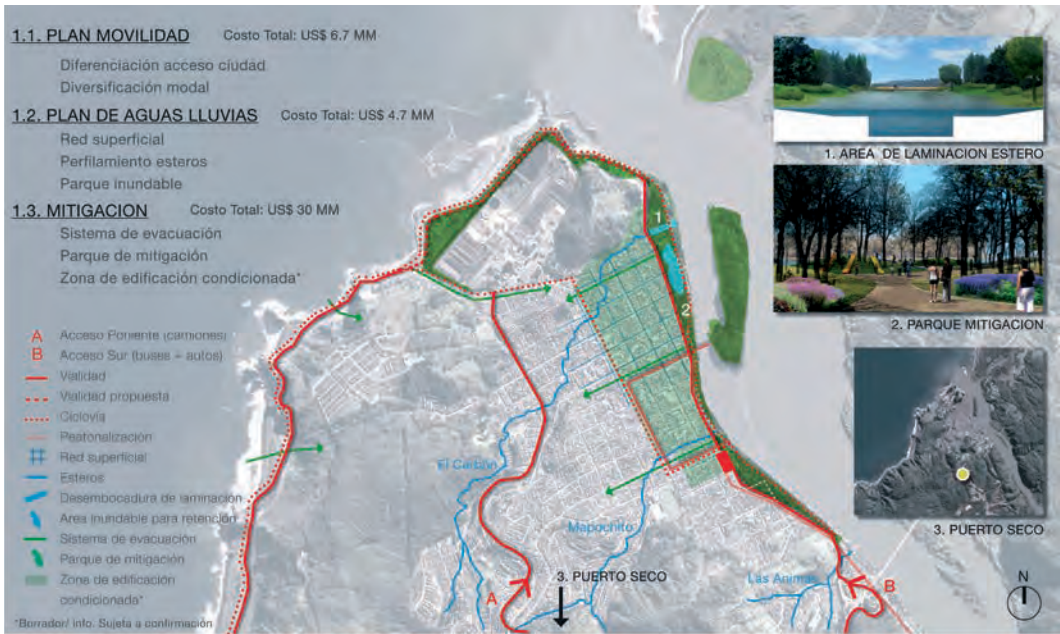 1.1. PLAN MOVILIDAD Costo Total: US$ 6.7 MM
Diferenciación acceso ciudad
Diversificación modal
1.2. PLAN DE AGUAS LLUVIAS Costo Total: US$ 4.7 MM
Red superficial
Perfilamiento esteros
Parque inundable
1.3. MITIGACION Costo Total: US$ 30 MM
Sistema de evacuación
Parque de mitigación
Zona de edificación condicionada*
A Acceso Poniente (camiones)
B Acceso Sur (buses – autos)
Vialidad
Vialidad propuesta
Ciclovía
Peatonalización
Red superficial
Esteros
Desembocadura de laminación
Area inundable para retención
Sistema de evacuación
Parque de mitigación
Zona de edificación
condicionada*
*Borrador/ info. Sujeta a confirmación
1
2
El Carbón
Mapochito
Las Animas
A
B
3. PUERTO SECO
1. AREA DE LAMINACION ESTERO
2. PARQUE MITIGACION
3. PUERTO SECO
N